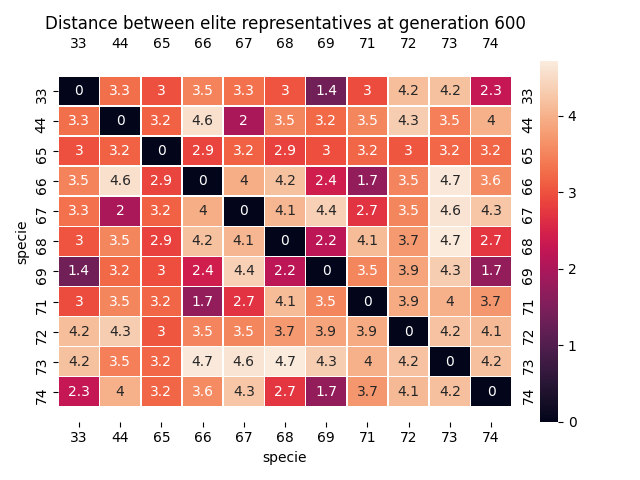 Distance between elite representatives at generation 600
33 44 65 66 67 68 69 71 72 73 74
33 0 3.3 3 3.5 3.3 3 1.4 3 4.2 4.2 2.3 33
44 3.3 0 3.2 4.6 2 3.5 3.2 3.5 4.3 3.5 4 44
65 3 3.2 0 2.9 3.2 2.9 3 3.2 3 3.2 3.2 65
66 3.5 4.6 2.9 0 4 4.2 2.4 1.7 3.5 4.7 3.6 66
67 3.3 2 3.2 4 0 4.1 4.4 2.7 3.5 4.6 4.3 67
68 3 3.5 2.9 4.2 4.1 0 2.2 4.1 3.7 4.7 2.7 68
69 1.4 3.2 3 2.4 4.4 2.2 0 3.5 3.9 4.3 1.7 69
71 3 3.5 3.2 1.7 2.7 4.1 3.5 0 3.9 4 3.7 71
72 4.2 4.3 3 3.5 3.5 3.7 3.9 3.9 0 4.2 4.1 72
73 4.2 3.5 3.2 4.7 4.6 4.7 4.3 4 4.2 0 4.2 73
74 2.3 4 3.2 3.6 4.3 2.7 1.7 3.7 4.1 4.2 0 74
33 44 65 66 67 68 69 71 72 73 74
specie
specie
4
3
2
1
0